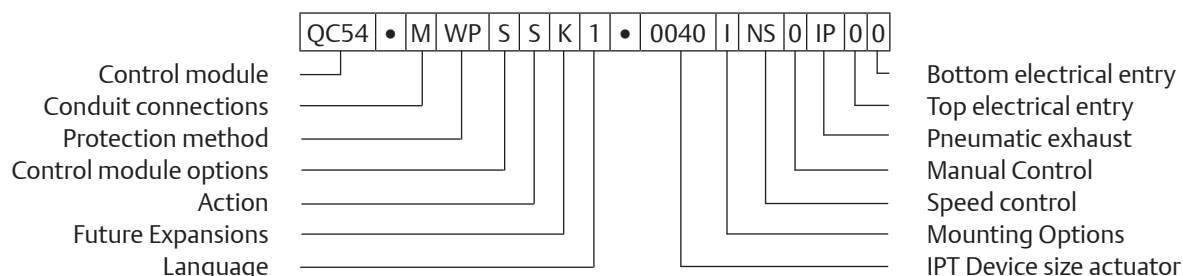 QC54 • M WP S S K 1 • 0040 I NS 0 IP 0 0
Control module
Conduit connections
Protection method
Control module options
Action
Future Expansions
Language
Bottom electrical entry
Top electrical entry
Pneumatic exhaust
Manual Control
Speed control
Mounting Options
IPT Device size actuator